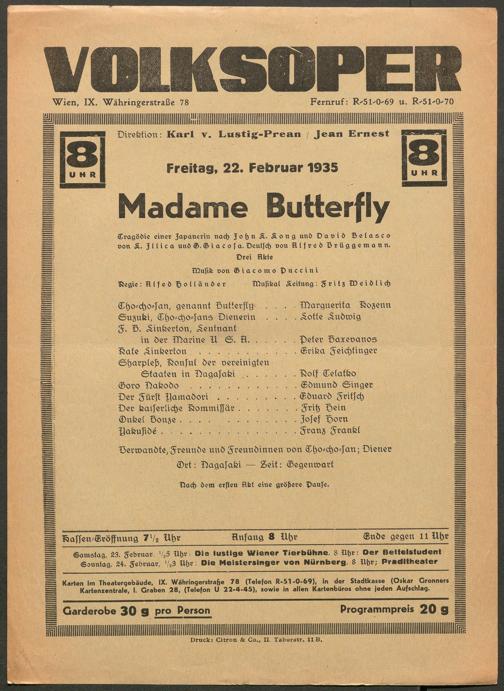 VOLKSOPER
Wien, IX. Währingerstraße 78 Fernruf: R-51-0-69 u. R-51-0-70
8 UHR
Direktion: Karl v. Lustig-Prean / Jean Ernest
8 UHR
Freitag, 22. Februar 1935
Madame Butterfly
Tragödie einer Japanerin nach John L. Long und David Belasco
von L. Illica und G. Giacosa. Deutsch von Alfred Brüggemann.
Drei Akte
Musik von Giacomo Puccini
Regie: Alfred Holländer Musikal. Leitung: Fritz Weidlich
Cho-cho-san, genannt Butterfly . . . . Marguerita Rozenn
Suzuki, Cho-cho-sans Dienerin . . . . Lotte Ludwig
F. B. Linkerton, Leutnant
in der Marine U. S. A. . . . . . Peter Baxevanos
Kate Linkerton . . . . . . . . . . Erika Feichtinger
Sharpleß, Konsul der vereinigten
Staaten in Nagasaki . . . . . . . Rolf Telasko
Goro Nakodo . . . . . . . . . . Edmund Singer
Der Fürst Yamadori . . . . . . . . Eduard Fritsch
Der kaiserliche Kommissär . . . . . . Fritz Hein
Onkel Bonze . . . . . . . . . . . Josef Horn
Yakusidé . . . . . . . . . . . . Franz Frankl
Verwandte, Freunde und Freundinnen von Cho-cho-san; Diener
Ort: Nagasaki — Zeit: Gegenwart
Nach dem ersten Akt eine größere Pause.
Kassen-Eröffnung 7 1/2 Uhr Anfang 8 Uhr Ende gegen 11 Uhr
Samstag, 23. Februar. 1/25 Uhr: Die lustige Wiener Tierbühne. 8 Uhr: Der Bettelstudent
Sonntag, 24. Februar. 1/23 Uhr: Die Meistersinger von Nürnberg. 8 Uhr; Praditheater
Karten im Theatergebäude, IX. Währingerstraße 78 (Telefon R-51-0-69), in der Stadtkasse (Oskar Gronners
Kartenzentrale, I. Graben 28, (Telefon U 22-4-45), sowie in allen Kartenbüros ohne jeden Aufschlag.
Garderobe 30 g pro Person Programmpreis 20 g
Druck: Citron & Co., II. Taborstr. 11 B.